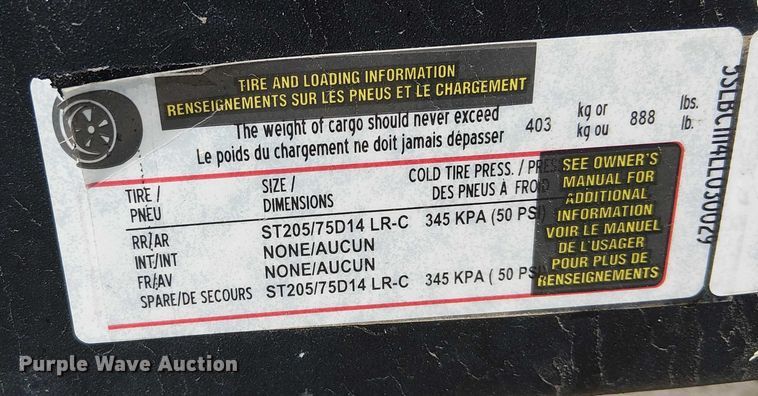 TIRE AND LOADING INFORMATION
RENSEIGNEMENTS SUR LES PNEUS ET LE CHARGEMENT
The weight of cargo should never exceed 403 kg or 888 lbs.
Le poids du chargement ne doit jamais dépasser kg ou lb.
TIRE / SIZE / COLD TIRE PRESS. / PRES
PNEU DIMENSIONS DES PNEUS À FROID
RR/AR ST205/75D14 LR-C 345 KPA (50 PSI)
INT/INT NONE/AUCUN
FR/AV NONE/AUCUN
SPARE/DE SECOURS ST205/75D14 LR-C 345 KPA ( 50 PSI
SEE OWNER'S
MANUAL FOR
ADDITIONAL
INFORMATION
VOIR LE MANUEL
DE L'USAGER
POUR PLUS DE
RENSEIGNEMENTS
Purple Wave Auction